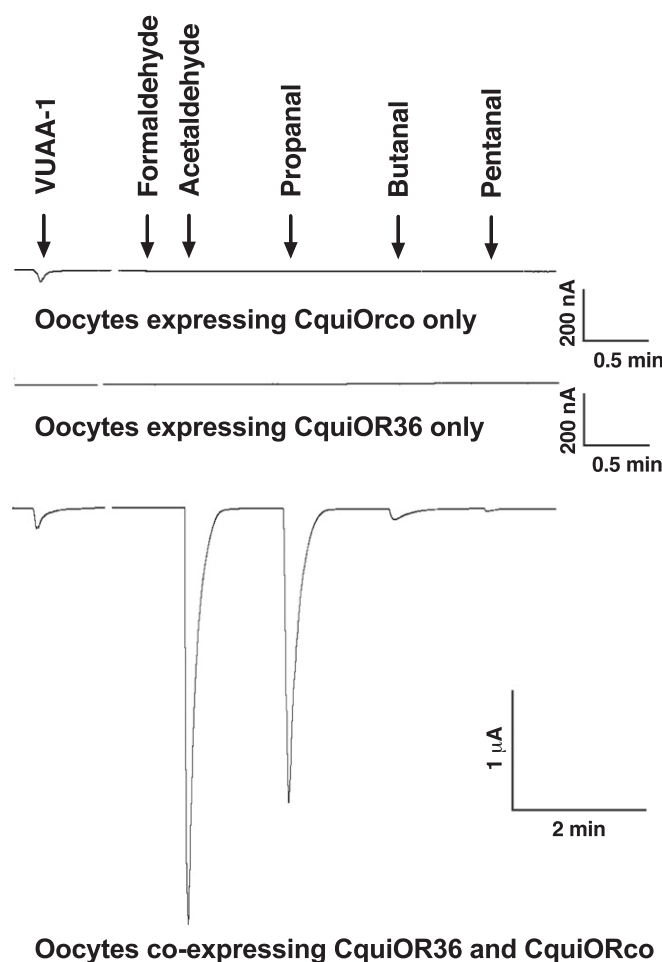 VUAA-1
Formaldehyde
Acetaldehyde
Propanal
Butanal
Pentanal
Oocytes expressing CquiOrco only
200 nA
0.5 min
Oocytes expressing CquiOR36 only
200 nA
0.5 min
1 μA
2 min
Oocytes co-expressing CquiOR36 and CquiORco